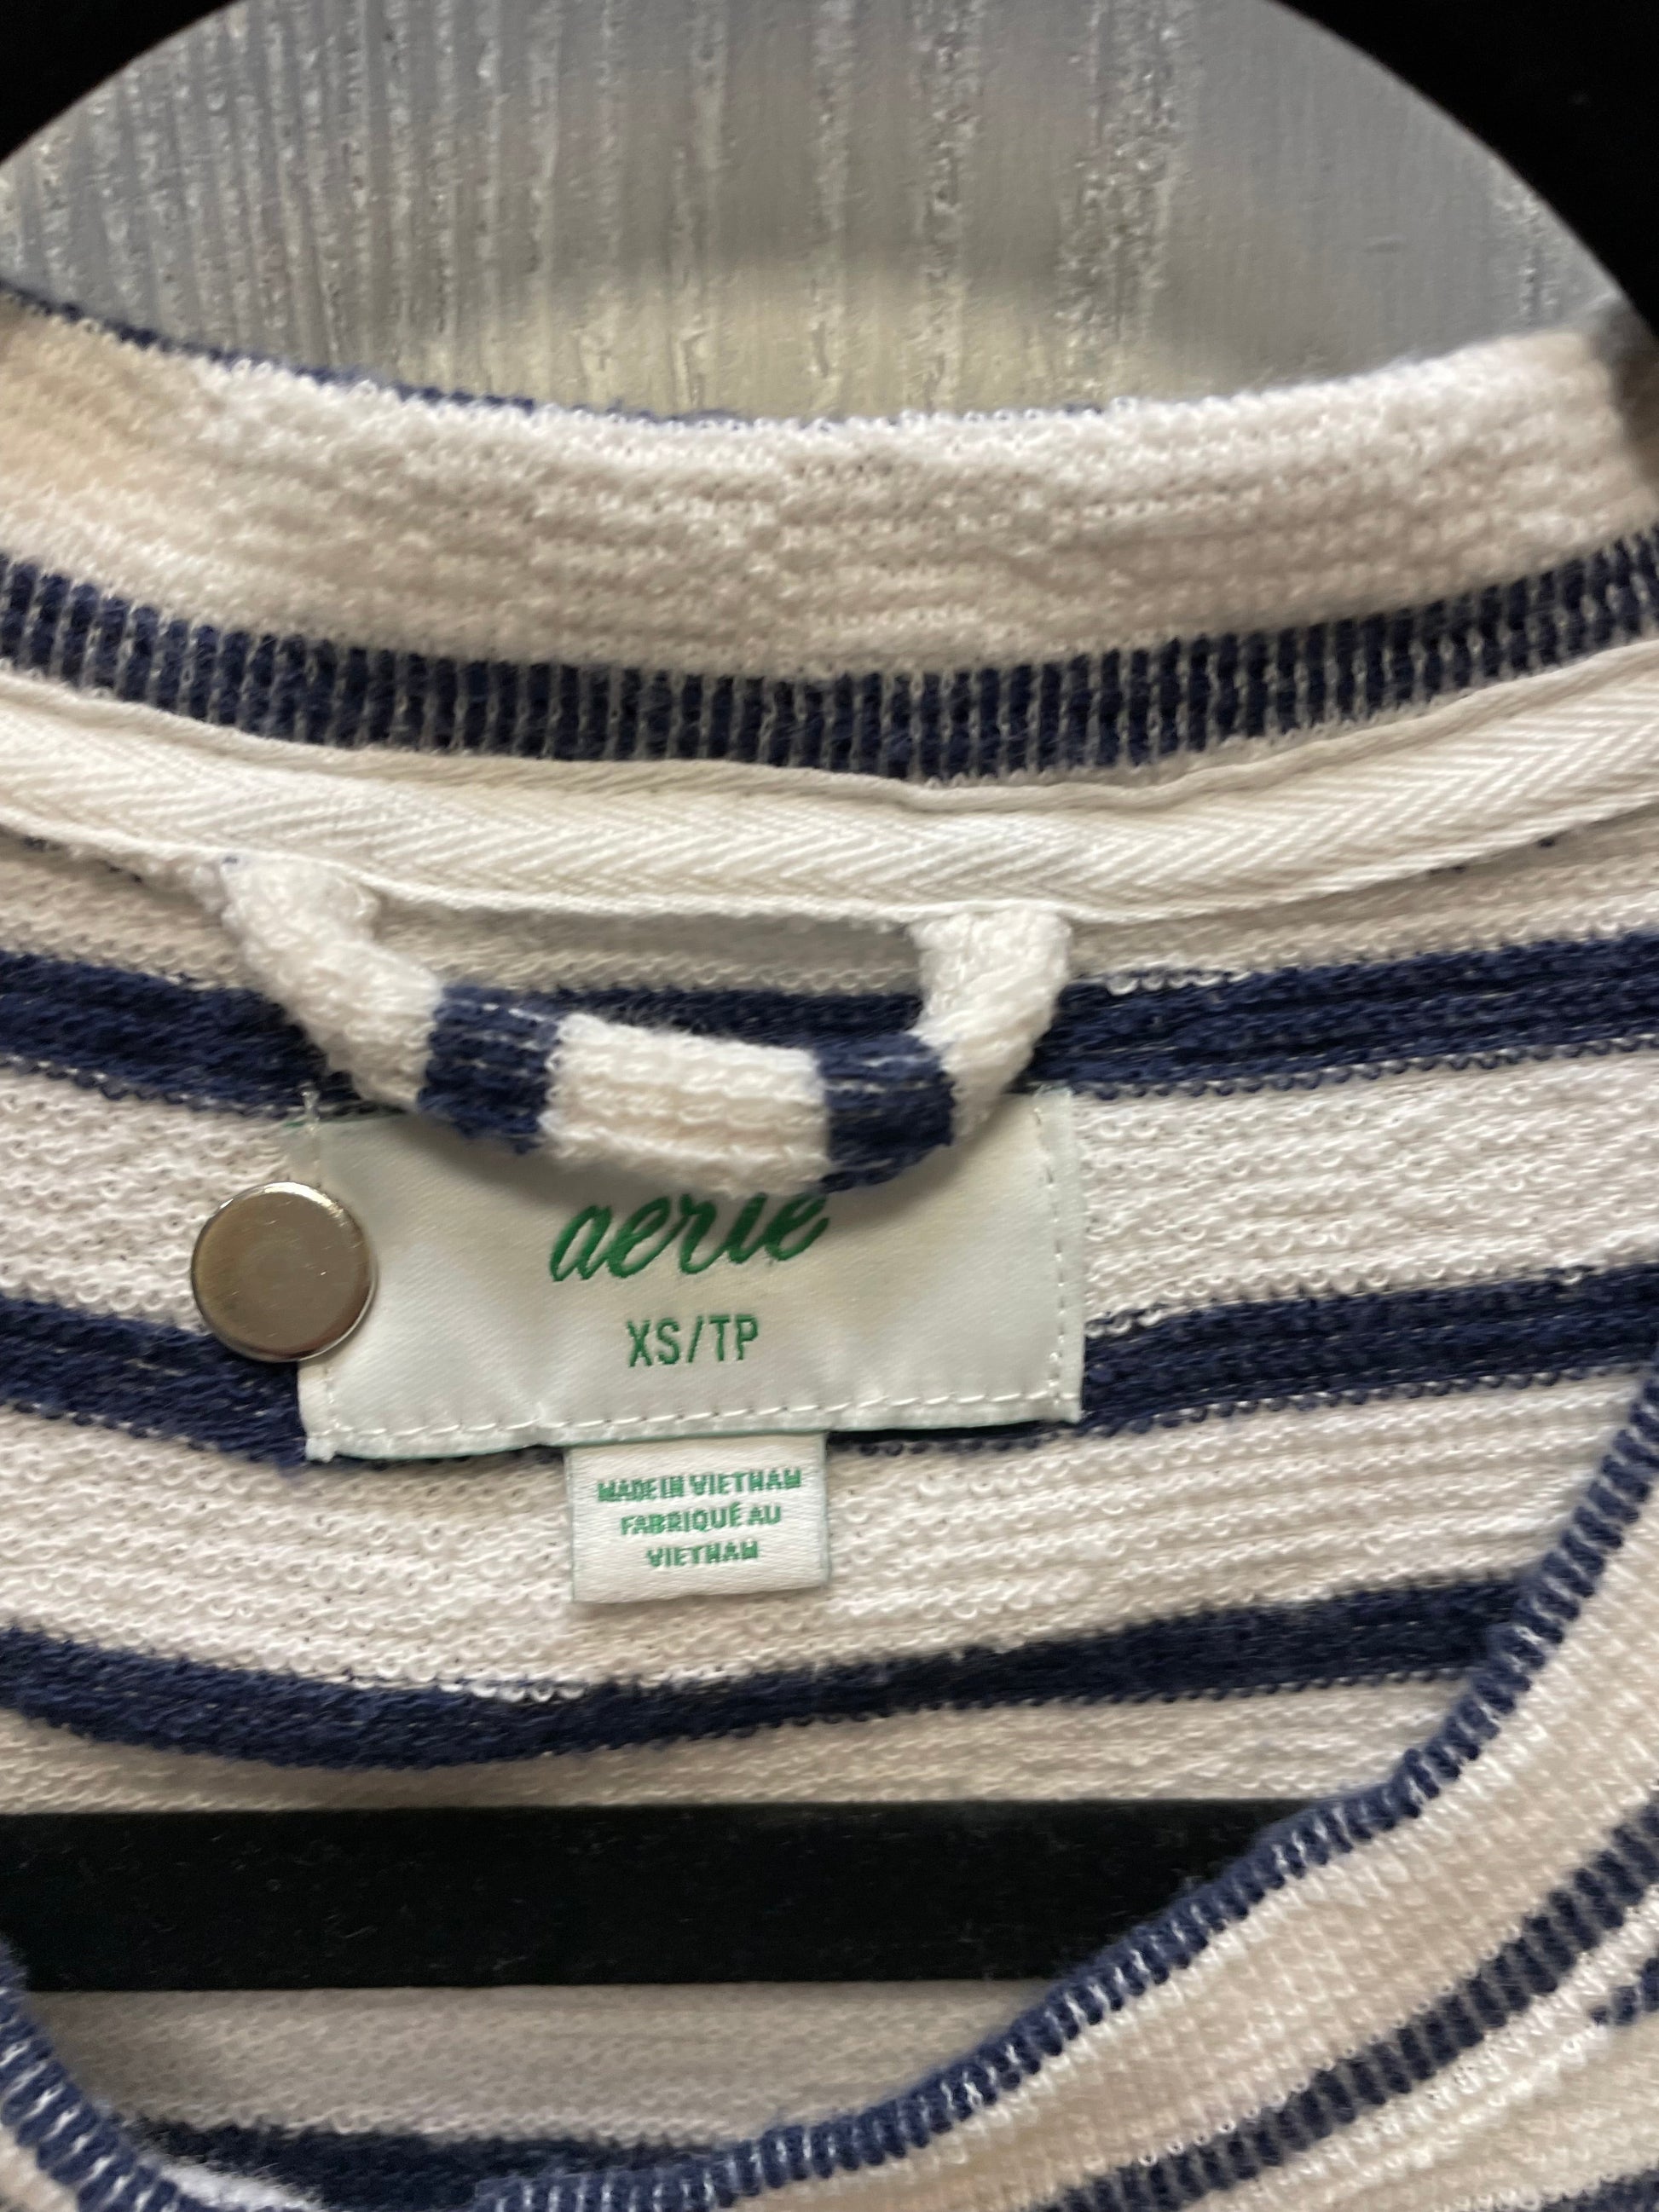 aerie
XS/TP
MADE IN VIETNAM
FABRIQUÉ AU
VIETNAM